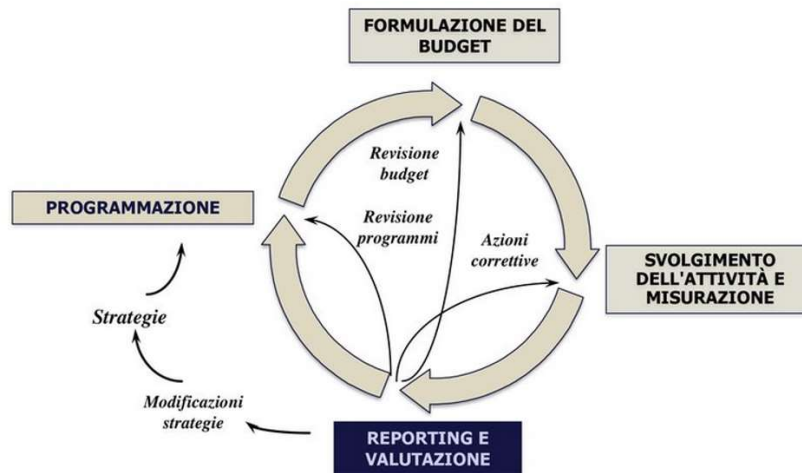 FORMULAZIONE DEL
BUDGET
Revisione
budget
PROGRAMMAZIONE
Revisione
programmi
Azioni
correttive
SVOLGIMENTO
DELL'ATTIVITÀ E
MISURAZIONE
Strategie
Modificazioni
strategie
REPORTING E
VALUTAZIONE